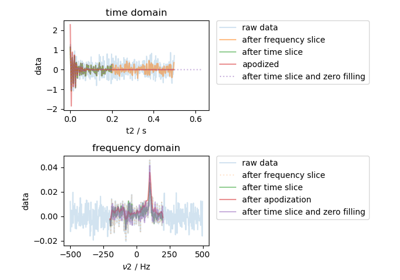 time domain
2
1
0
−1
−2
data
0.0
0.2
0.4
0.6
t2 / s
raw data
after frequency slice
after time slice
apodized
after time slice and zero filling
frequency domain
0.04
0.02
0.00
−0.02
data
−500
−250
0
250
500
ν2 / Hz
raw data
after frequency slice
after time slice
after apodization
after time slice and zero filling